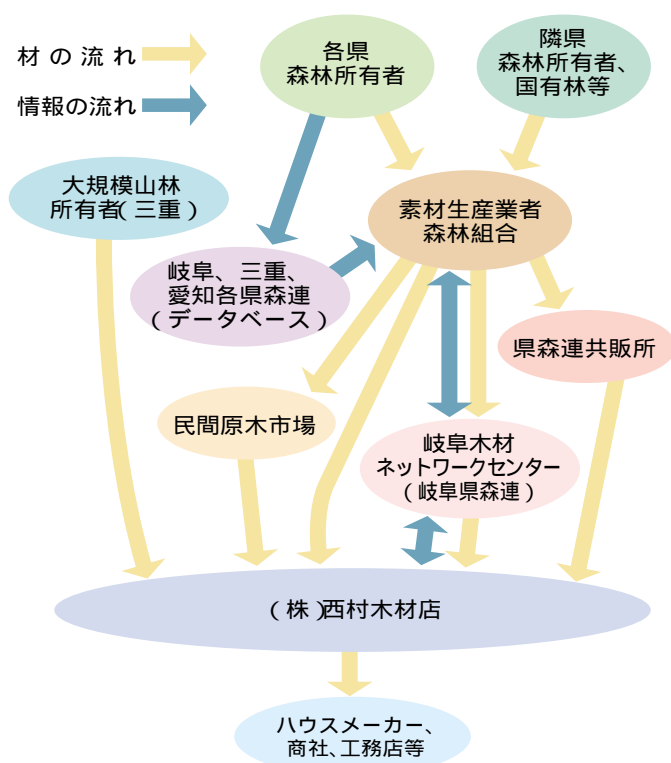 材の流れ
情報の流れ
各県
森林所有者
隣県
森林所有者、
国有林等
大規模山林
所有者(三重)
素材生産業者
森林組合
岐阜、三重、
愛知各県森連
(データベース)
県森連共販所
民間原木市場
岐阜木材
ネットワークセンター
(岐阜県森連)
(株)西村木材店
ハウスメーカー、
商社、工務店等